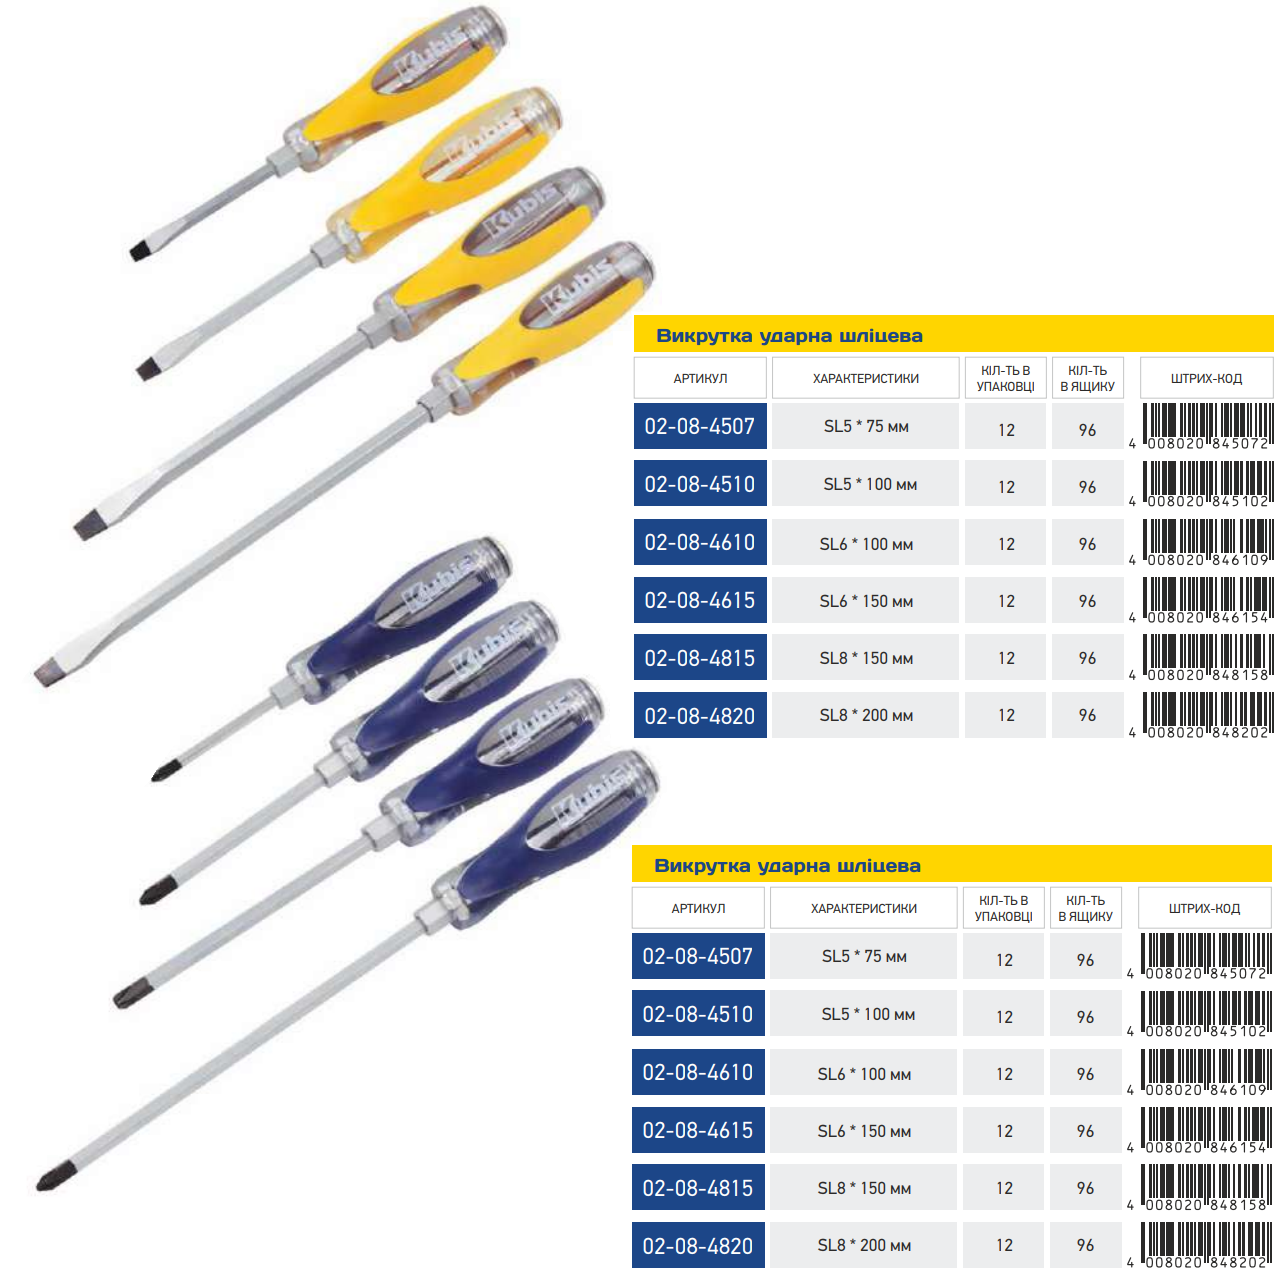 Kubis
Kubis
Kubis
Kubis
Викрутка ударна шліцева
АРТИКУЛ ХАРАКТЕРИСТИКИ КІЛ-ТЬ В УПАКОВЦІ КІЛ-ТЬ В ЯЩИКУ ШТРИХ-КОД
02-08-4507 SL5 * 75 мм 12 96 4 008020 845072
02-08-4510 SL5 * 100 мм 12 96 4 008020 845102
02-08-4610 SL6 * 100 мм 12 96 4 008020 846109
02-08-4615 SL6 * 150 мм 12 96 4 008020 846154
02-08-4815 SL8 * 150 мм 12 96 4 008020 848158
02-08-4820 SL8 * 200 мм 12 96 4 008020 848202
Kubis
Kubis
Kubis
Kubis
Викрутка ударна шліцева
АРТИКУЛ ХАРАКТЕРИСТИКИ КІЛ-ТЬ В УПАКОВЦІ КІЛ-ТЬ В ЯЩИКУ ШТРИХ-КОД
02-08-4507 SL5 * 75 мм 12 96 4 008020 845072
02-08-4510 SL5 * 100 мм 12 96 4 008020 845102
02-08-4610 SL6 * 100 мм 12 96 4 008020 846109
02-08-4615 SL6 * 150 мм 12 96 4 008020 846154
02-08-4815 SL8 * 150 мм 12 96 4 008020 848158
02-08-4820 SL8 * 200 мм 12 96 4 008020 848202